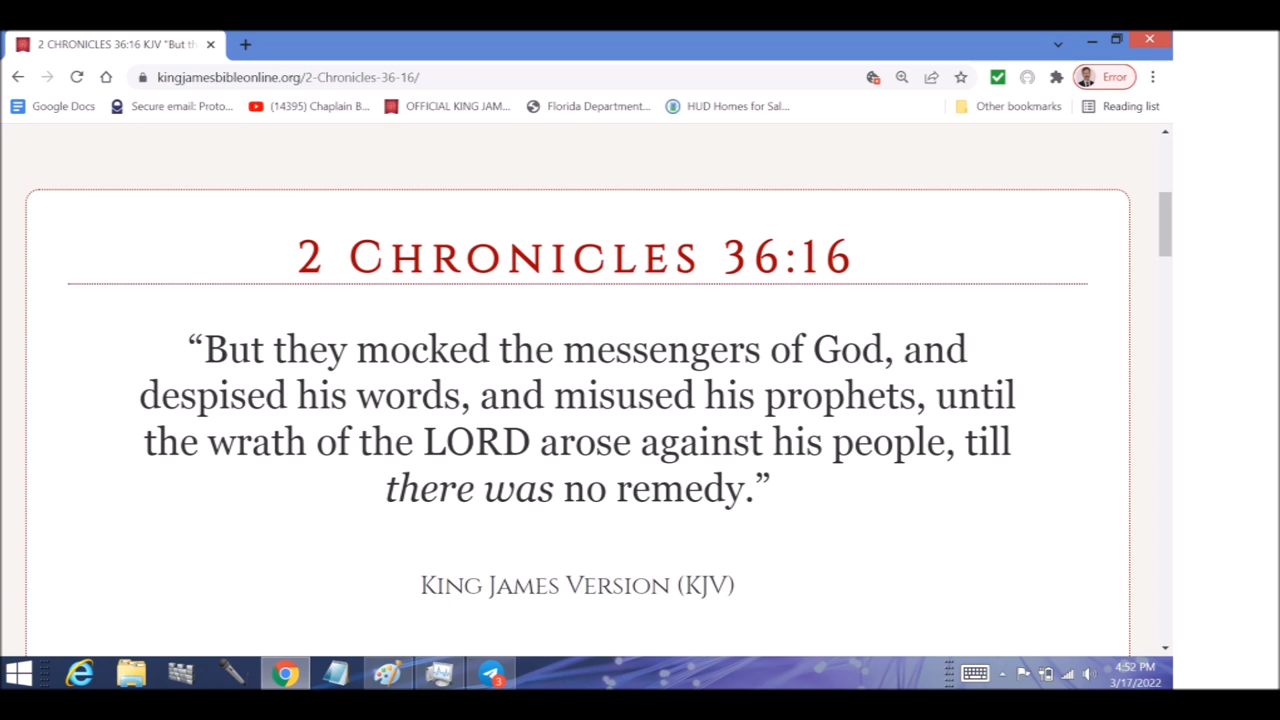 2 CHRONICLES 36:16 KJV "But th
kingjamesbibleonline.org/2-Chronicles-36-16/
Error
Google Docs
Secure email: Proto...
(14395) Chaplain B...
OFFICIAL KING JAM...
Florida Department...
HUD Homes for Sal...
Other bookmarks
Reading list
2 CHRONICLES 36:16
“But they mocked the messengers of God, and
despised his words, and misused his prophets, until
the wrath of the LORD arose against his people, till
there was no remedy.”
KING JAMES VERSION (KJV)
3
4:52 PM
3/17/2022